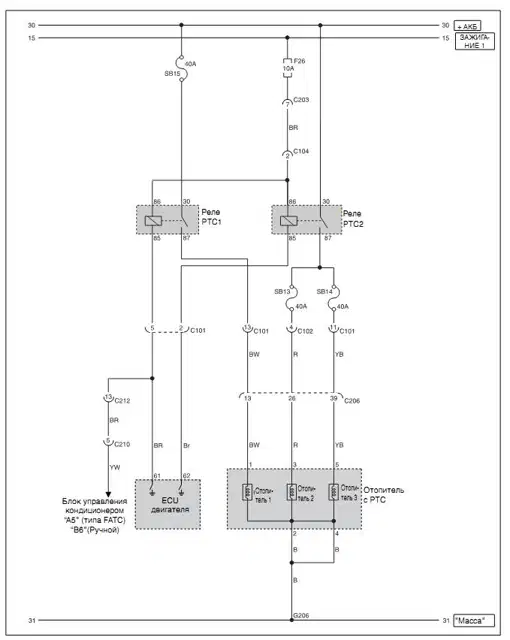 30 30 + АКБ
15 15 ЗАЖИГА-
НИЕ 1
40A
SB15
F26
10A
7 C203
BR
2 C104
86 30 Реле
РТС1
85 87
86 30 Реле
РТС2
85 87
SB13
40A
SB14
40A
5 2 C101
13 C101
4 C102
11 C101
BW R YB
13 26 39 C206
13 C212
BR
5 C210
YW
BR Br
BW R YB
61 62
ECU
двигателя
Блок управления
кондиционером
"A5" (типа FATC)
"B6"(Ручной)
1 3 5
Отопи-
тель 1
Отопи-
тель 2
Отопи-
тель 3
Отопитель
с РТС
2 4
B B
B
G206
31 31 "Масса"